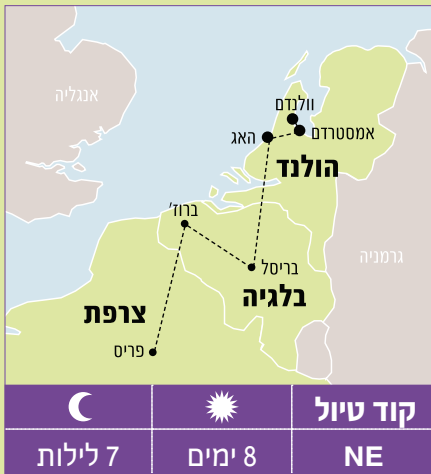 אנגליה
וולנדם
אמסטרדם
האג
הולנד
ברוז'
גרמניה
בריסל
בלגיה
צרפת
פריס
קוד טיול
NE
8 ימים
7 לילות